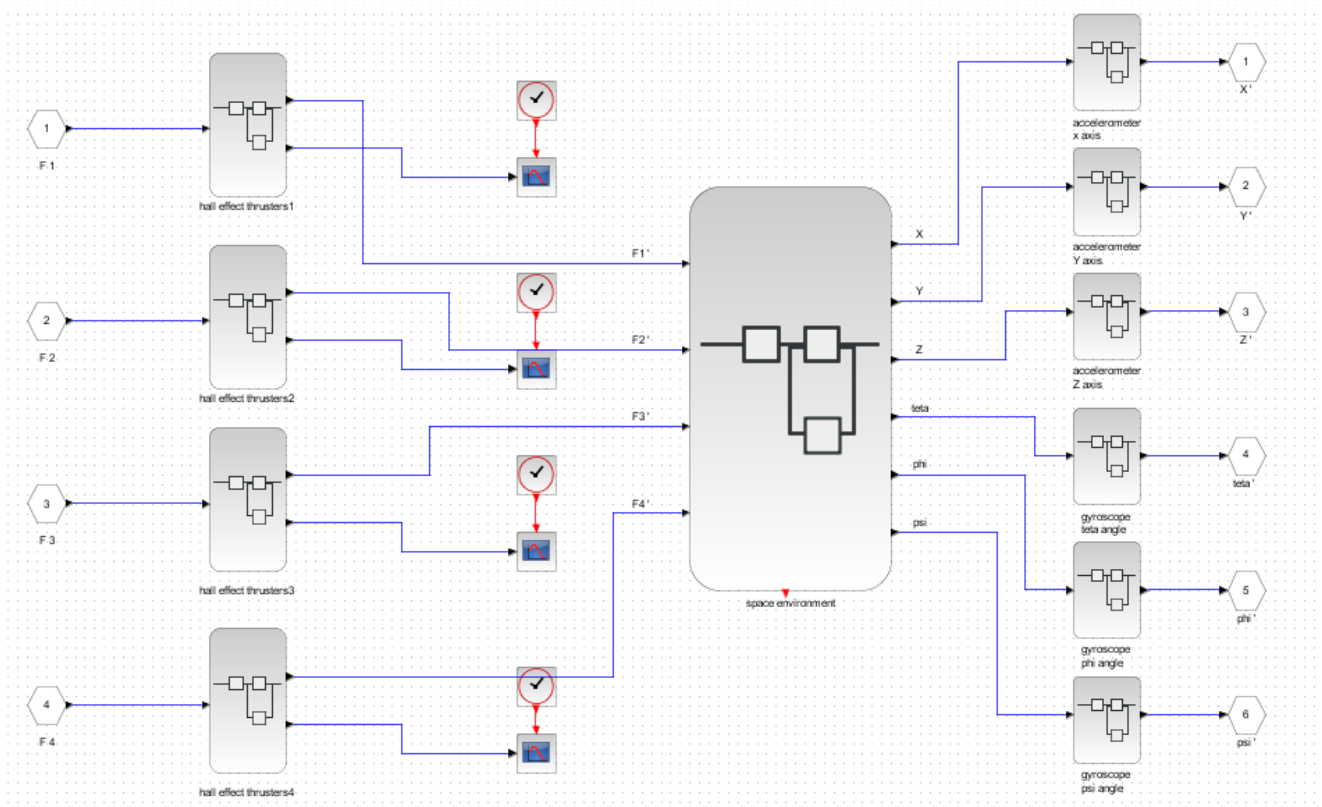 1
F 1
hall effect thrusters1
2
F 2
hall effect thrusters2
3
F 3
hall effect thrusters3
4
F 4
hall effect thrusters4
F1'
F2'
F3'
F4'
space environment
X
Y
Z
teta
phi
psi
accelerometer
x axis
1
X'
accelerometer
Y axis
2
Y'
accelerometer
Z axis
3
Z'
gyroscope
teta angle
4
teta'
gyroscope
phi angle
5
phi'
gyroscope
psi angle
6
psi'